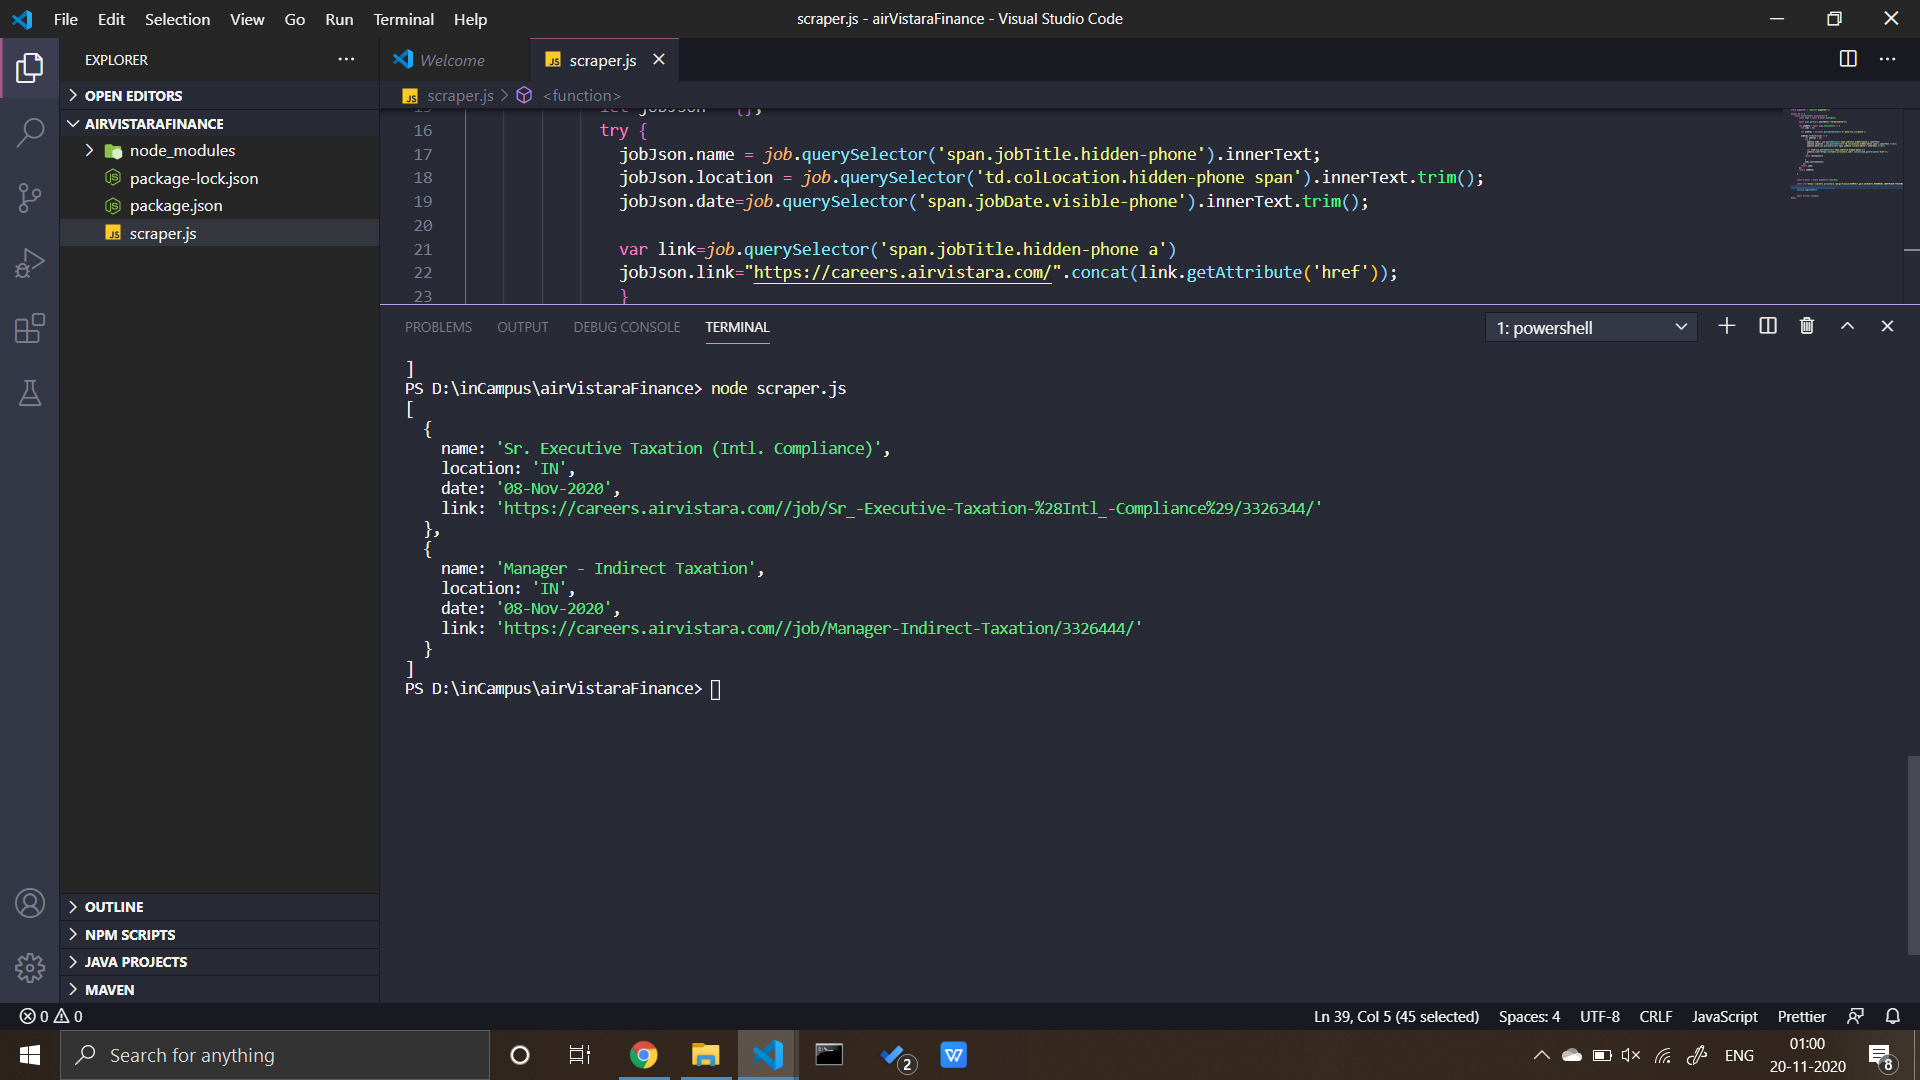 File Edit Selection View Go Run Terminal Help
scraper.js - airVistaraFinance - Visual Studio Code
EXPLORER
OPEN EDITORS
AIRVISTARAFINANCE
node_modules
package-lock.json
package.json
scraper.js
OUTLINE
NPM SCRIPTS
JAVA PROJECTS
MAVEN
Welcome
JS scraper.js
JS scraper.js > <function>
16 try {
17 jobJson.name = job.querySelector('span.jobTitle.hidden-phone').innerText;
18 jobJson.location = job.querySelector('td.colLocation.hidden-phone span').innerText.trim();
19 jobJson.date=job.querySelector('span.jobDate.visible-phone').innerText.trim();
20
21 var link=job.querySelector('span.jobTitle.hidden-phone a')
22 jobJson.link="https://careers.airvistara.com/".concat(link.getAttribute('href'));
23 }
PROBLEMS OUTPUT DEBUG CONSOLE TERMINAL
1: powershell
]
PS D:\inCampus\airVistaraFinance> node scraper.js
[
{
name: 'Sr. Executive Taxation (Intl. Compliance)',
location: 'IN',
date: '08-Nov-2020',
link: 'https://careers.airvistara.com//job/Sr_-Executive-Taxation-%28Intl_-Compliance%29/3326344/'
},
{
name: 'Manager - Indirect Taxation',
location: 'IN',
date: '08-Nov-2020',
link: 'https://careers.airvistara.com//job/Manager-Indirect-Taxation/3326444/'
}
]
PS D:\inCampus\airVistaraFinance>
0 0
Ln 39, Col 5 (45 selected) Spaces: 4 UTF-8 CRLF JavaScript Prettier
Search for anything
2
W
ENG
01:00
20-11-2020
8